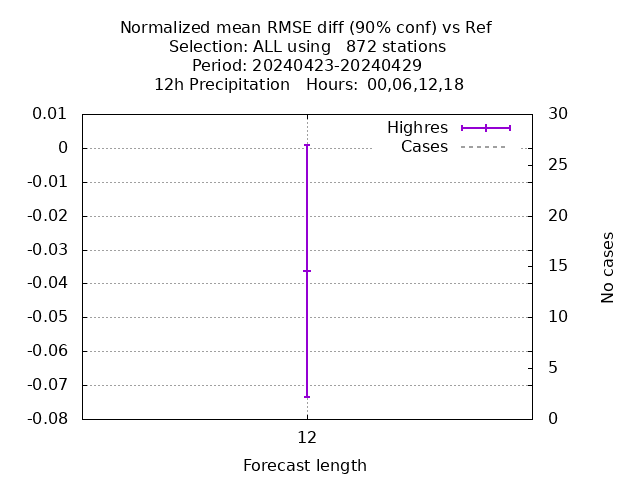 Normalized mean RMSE diff (90% conf) vs Ref
Selection: ALL using   872 stations
Period: 20240423-20240429
12h Precipitation   Hours:  00,06,12,18
Highres
Cases
0.01
0
-0.01
-0.02
-0.03
-0.04
-0.05
-0.06
-0.07
-0.08
30
25
20
15
10
5
0
No cases
12
Forecast length